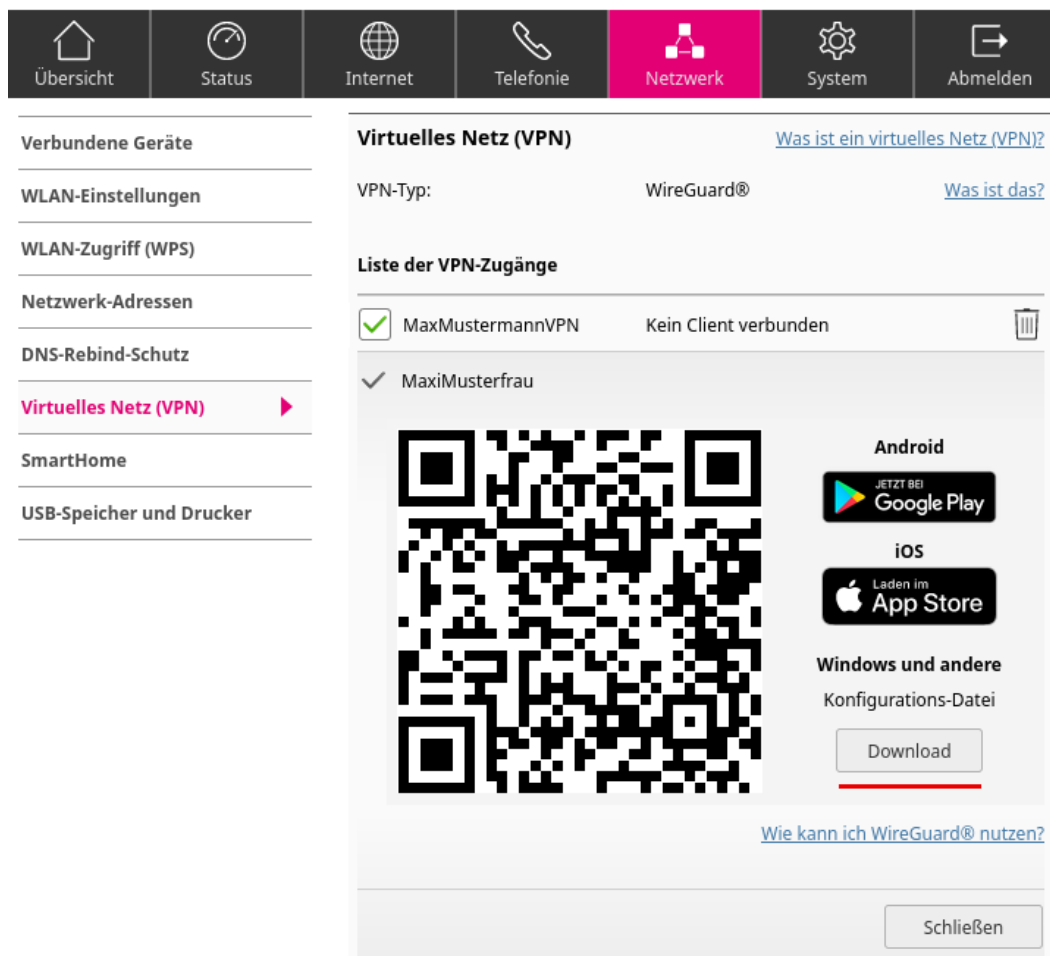 Übersicht
Status
Internet
Telefonie
Netzwerk
System
Abmelden
Verbundene Geräte
WLAN-Einstellungen
WLAN-Zugriff (WPS)
Netzwerk-Adressen
DNS-Rebind-Schutz
Virtuelles Netz (VPN)
SmartHome
USB-Speicher und Drucker
Virtuelles Netz (VPN) Was ist ein virtuelles Netz (VPN)?
VPN-Typ: WireGuard® Was ist das?
Liste der VPN-Zugänge
MaxMustermannVPN Kein Client verbunden
MaxiMusterfrau
Android
JETZT BEI
Google Play
iOS
Laden im
App Store
Windows und andere
Konfigurations-Datei
Download
Wie kann ich WireGuard® nutzen?
Schließen